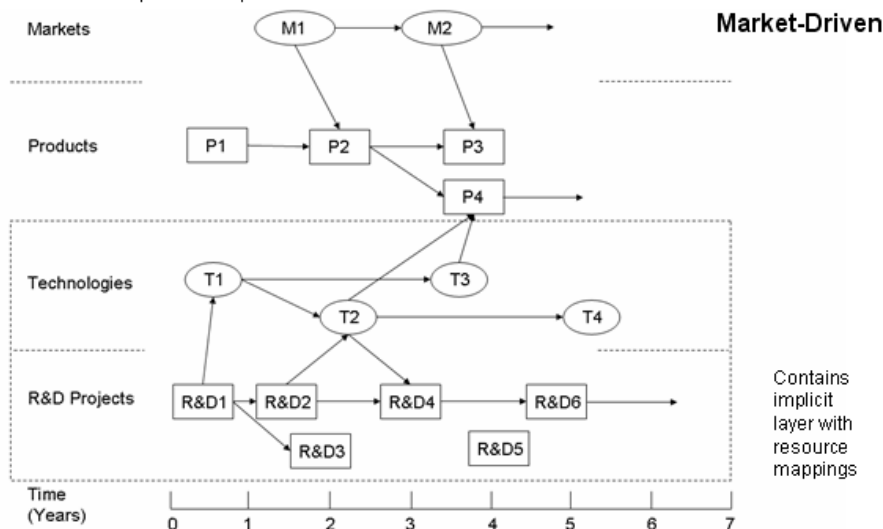 Market-Driven
Markets
M1
M2
Products
P1
P2
P3
P4
Technologies
T1
T3
T2
T4
R&D Projects
R&D1
R&D2
R&D4
R&D6
R&D3
R&D5
Contains
implicit
layer with
resource
mappings
Time
(Years)
0 1 2 3 4 5 6 7